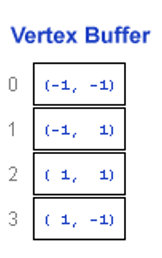 Vertex Buffer
0 (-1, -1)
1 (-1, 1)
2 ( 1, 1)
3 ( 1, -1)